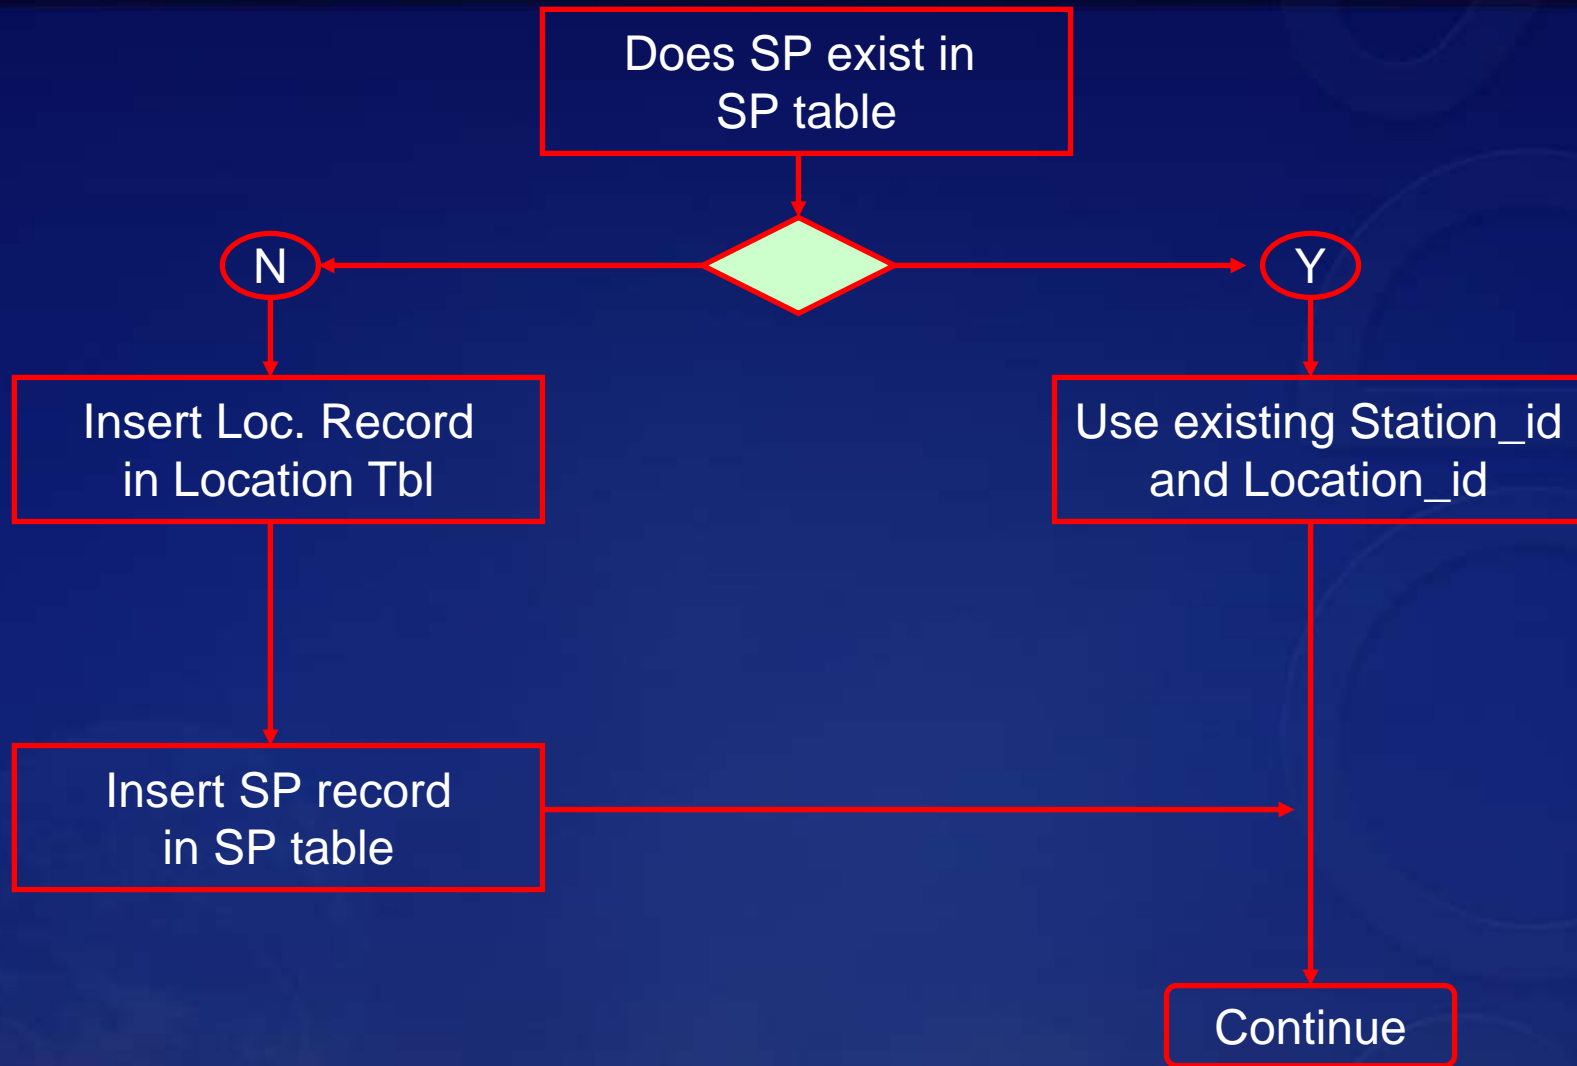 Does SP exist in
SP table
N
Y
Insert Loc. Record
in Location Tbl
Use existing Station_id
and Location_id
Insert SP record
in SP table
Continue